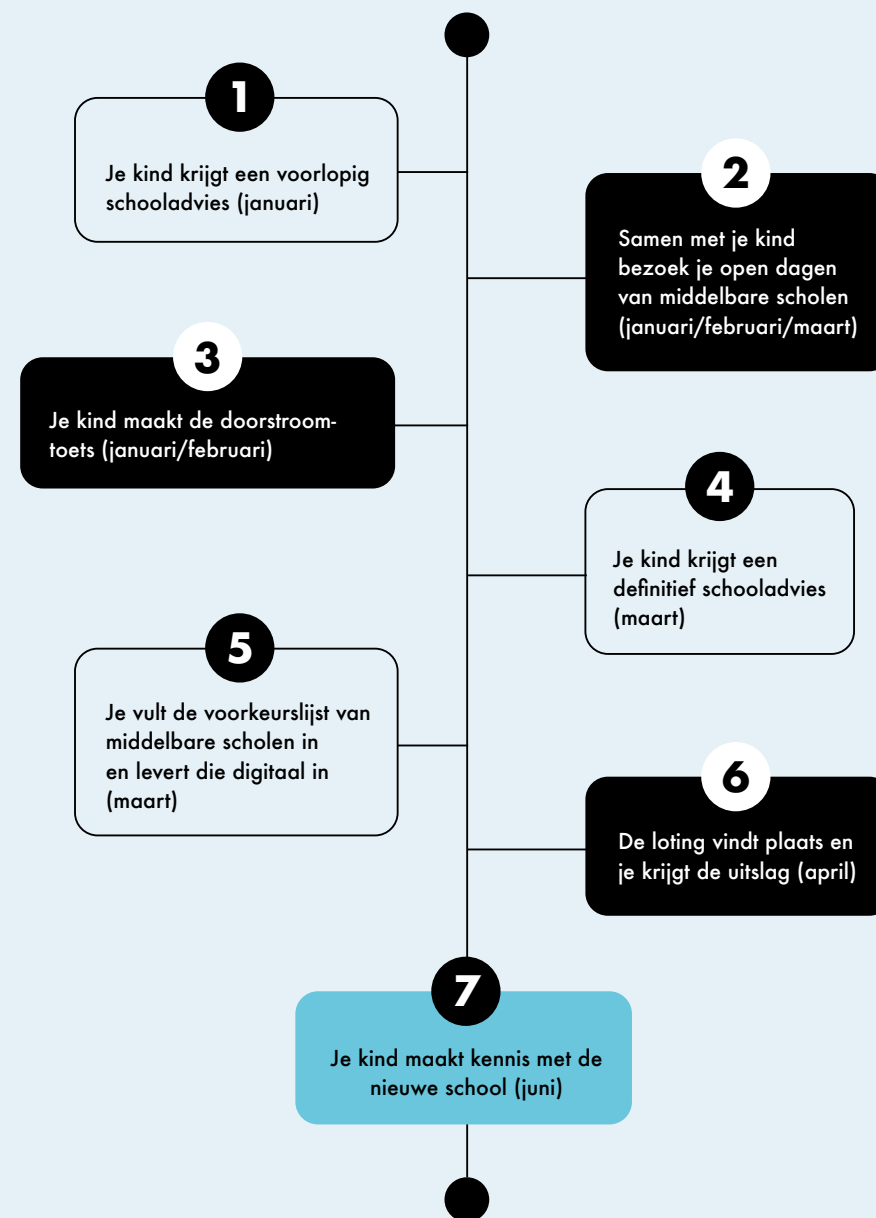 1
Je kind krijgt een voorlopig
schooladvies (januari)
2
Samen met je kind
bezoek je open dagen
van middelbare scholen
(januari/februari/maart)
3
Je kind maakt de doorstroom-
toets (januari/februari)
4
Je kind krijgt een
definitief schooladvies
(maart)
5
Je vult de voorkeurslijst van
middelbare scholen in
en levert die digitaal in
(maart)
6
De loting vindt plaats en
je krijgt de uitslag (april)
7
Je kind maakt kennis met de
nieuwe school (juni)